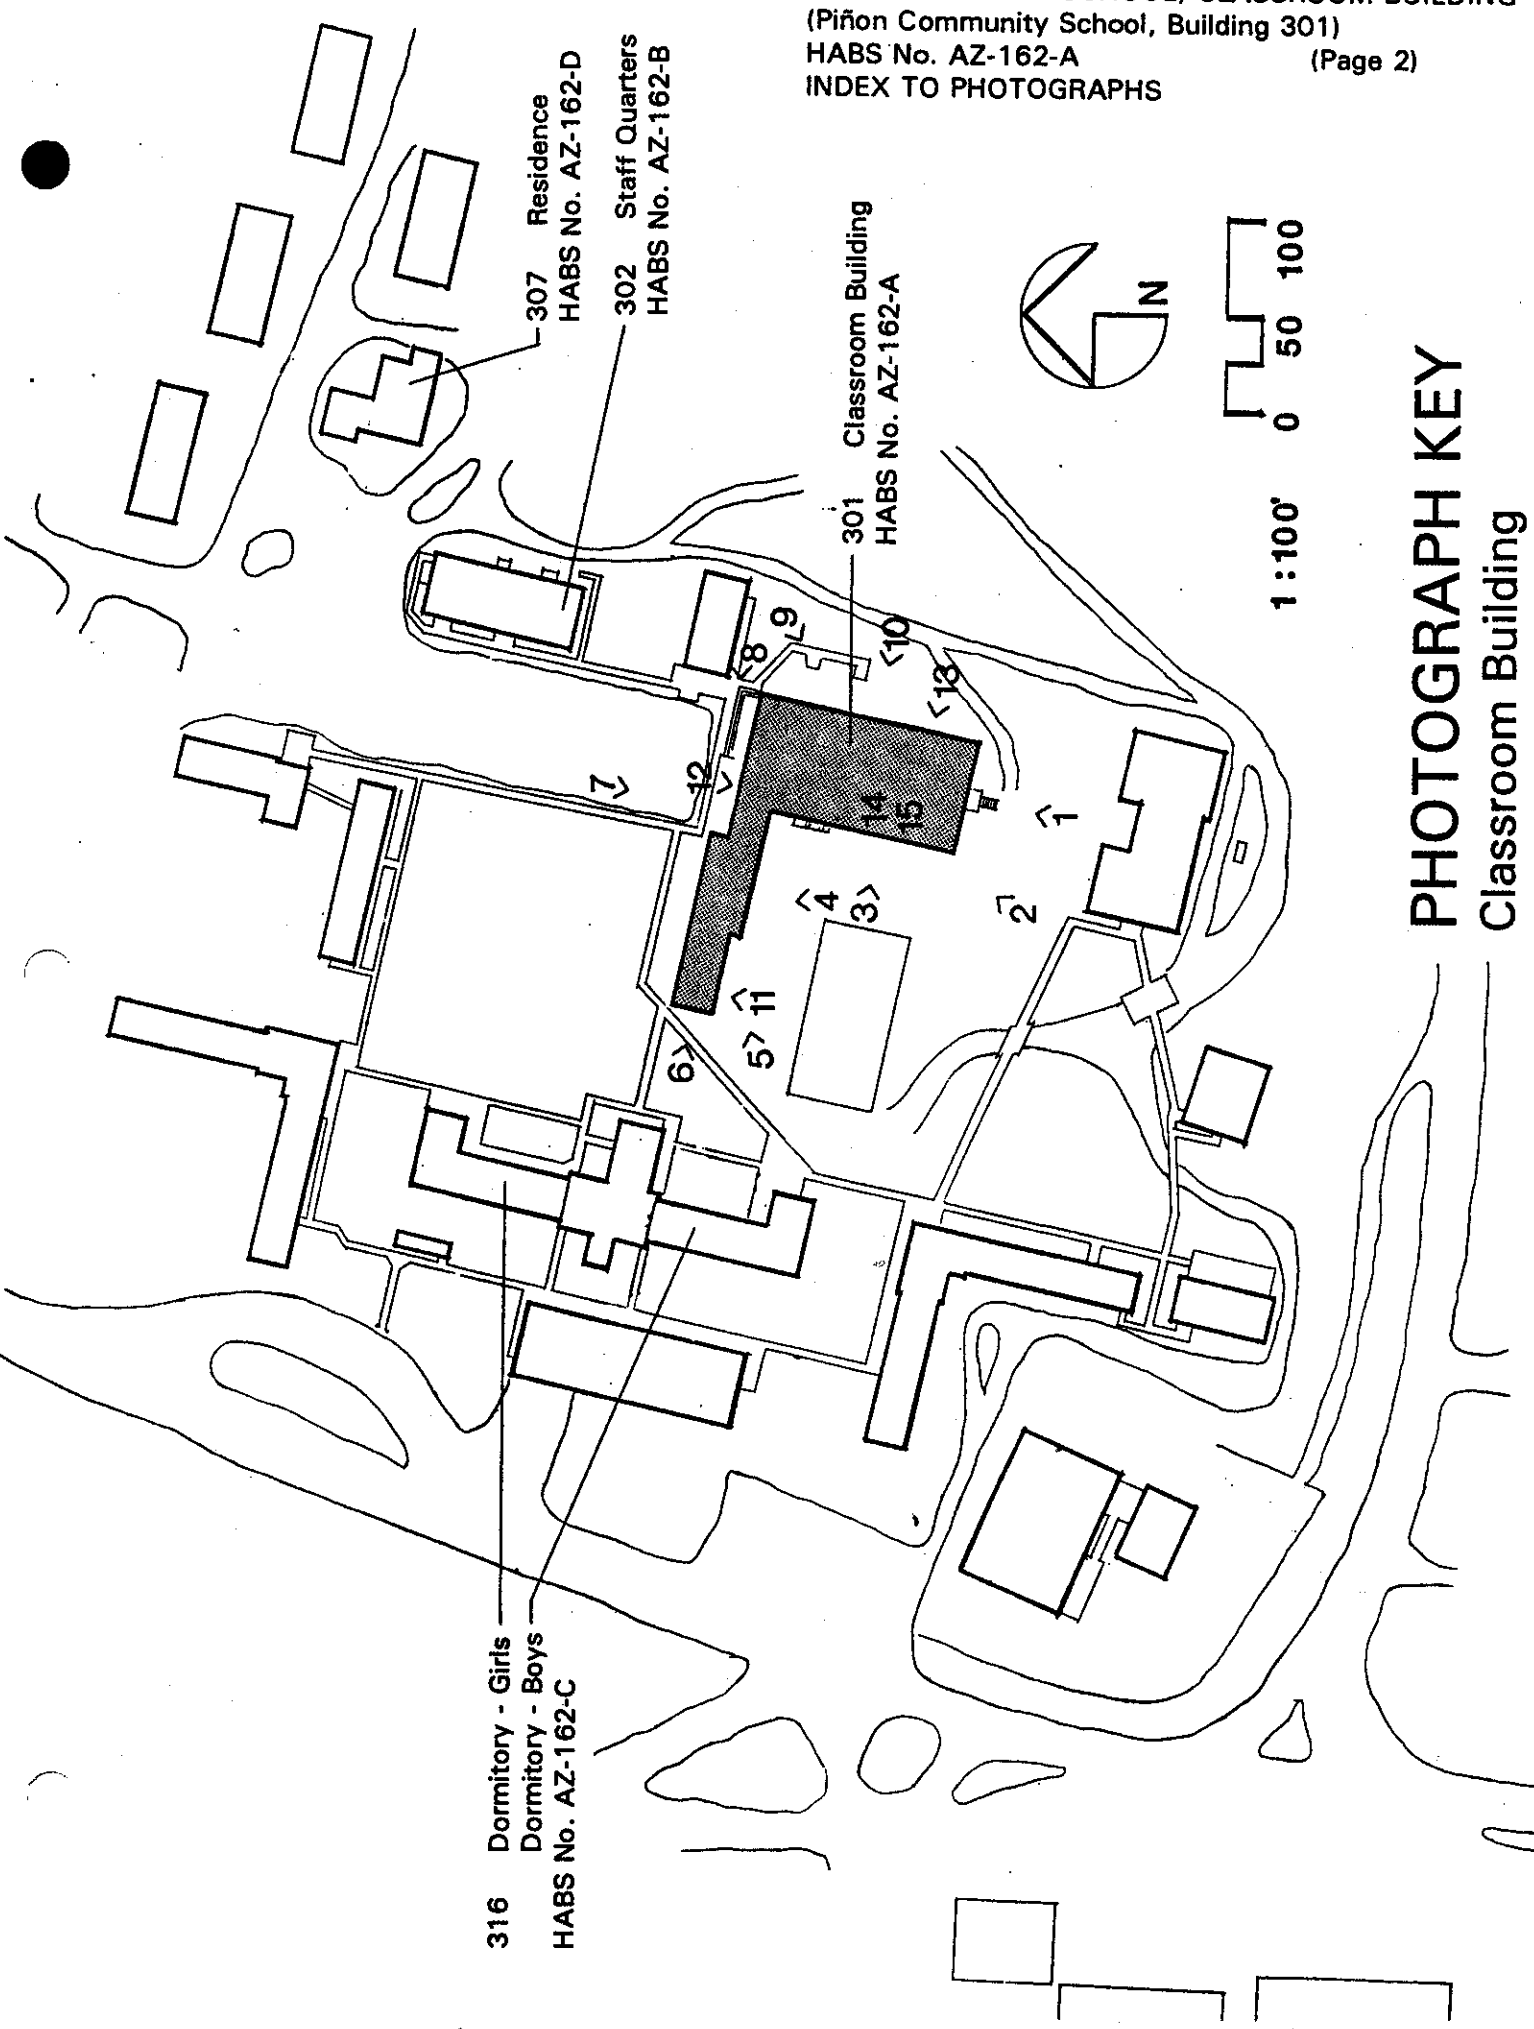 (Piñon Community School, Building 301)
HABS No. AZ-162-A (Page 2)
INDEX TO PHOTOGRAPHS
307 Residence
HABS No. AZ-162-D
302 Staff Quarters
HABS No. AZ-162-B
301 Classroom Building
HABS No. AZ-162-A
316 Dormitory - Girls
Dormitory - Boys
HABS No. AZ-162-C
7
12
8
9
10
13
14
15
1
2
3
4
11
5
6
N
0 50 100
1:100'
PHOTOGRAPH KEY
Classroom Building